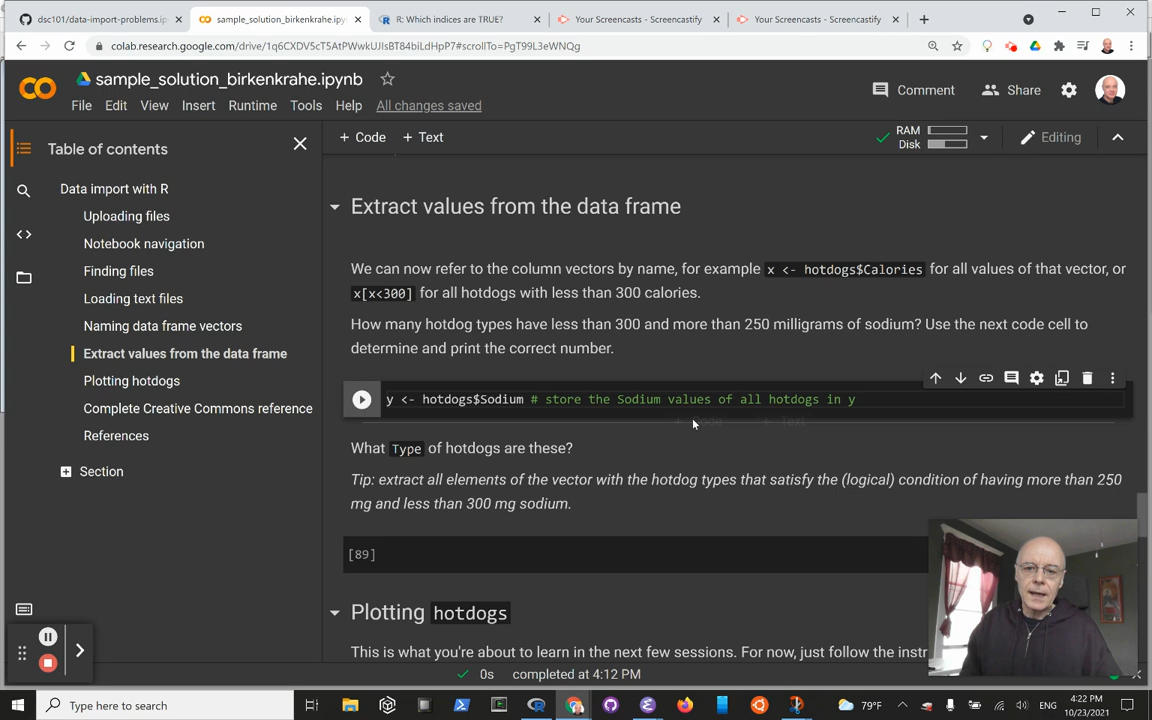 dsc101/data-import-problems.ip
sample_solution_birkenkrahe.ipyn
R: Which indices are TRUE?
Your Screencasts - Screencastify
Your Screencasts - Screencastify
colab.research.google.com/drive/1q6CXDV5cT5AtPWwkUJIsBT84biLdHpP7#scrollTo=PgT99L3eWNQg
sample_solution_birkenkrahe.ipynb
File Edit View Insert Runtime Tools Help All changes saved
Comment Share
Table of contents
+ Code + Text
RAM
Disk
Editing
Data import with R
Uploading files
Notebook navigation
Finding files
Loading text files
Naming data frame vectors
Extract values from the data frame
Plotting hotdogs
Complete Creative Commons reference
References
Section
Extract values from the data frame
We can now refer to the column vectors by name, for example x <- hotdogs$Calories for all values of that vector, or
x[x<300] for all hotdogs with less than 300 calories.
How many hotdog types have less than 300 and more than 250 milligrams of sodium? Use the next code cell to
determine and print the correct number.
y <- hotdogs$Sodium # store the Sodium values of all hotdogs in y
+ Code + Text
What Type of hotdogs are these?
Tip: extract all elements of the vector with the hotdog types that satisfy the (logical) condition of having more than 250
mg and less than 300 mg sodium.
[89]
Plotting hotdogs
This is what you're about to learn in the next few sessions. For now, just follow the instr
0s completed at 4:12 PM
Type here to search
79°F
4:22 PM
10/23/2021